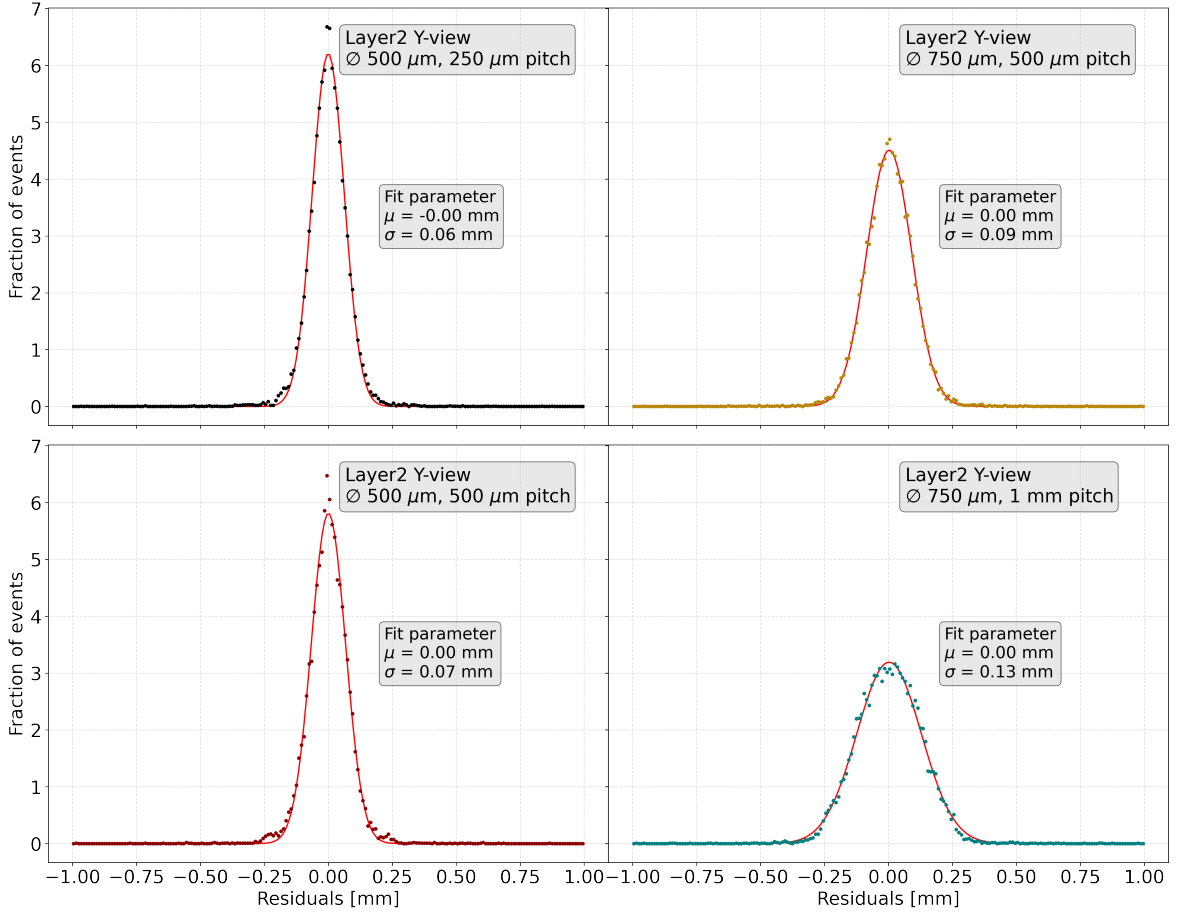 Layer2 Y-view
∅ 500 μm, 250 μm pitch
Fit parameter
μ = -0.00 mm
σ = 0.06 mm
Fraction of events
7
6
5
4
3
2
1
0
Layer2 Y-view
∅ 750 μm, 500 μm pitch
Fit parameter
μ = 0.00 mm
σ = 0.09 mm
Layer2 Y-view
∅ 500 μm, 500 μm pitch
Fit parameter
μ = 0.00 mm
σ = 0.07 mm
Fraction of events
7
6
5
4
3
2
1
0
−1.00 −0.75 −0.50 −0.25 0.00 0.25 0.50 0.75 1.00
Residuals [mm]
Layer2 Y-view
∅ 750 μm, 1 mm pitch
Fit parameter
μ = 0.00 mm
σ = 0.13 mm
−1.00 −0.75 −0.50 −0.25 0.00 0.25 0.50 0.75 1.00
Residuals [mm]